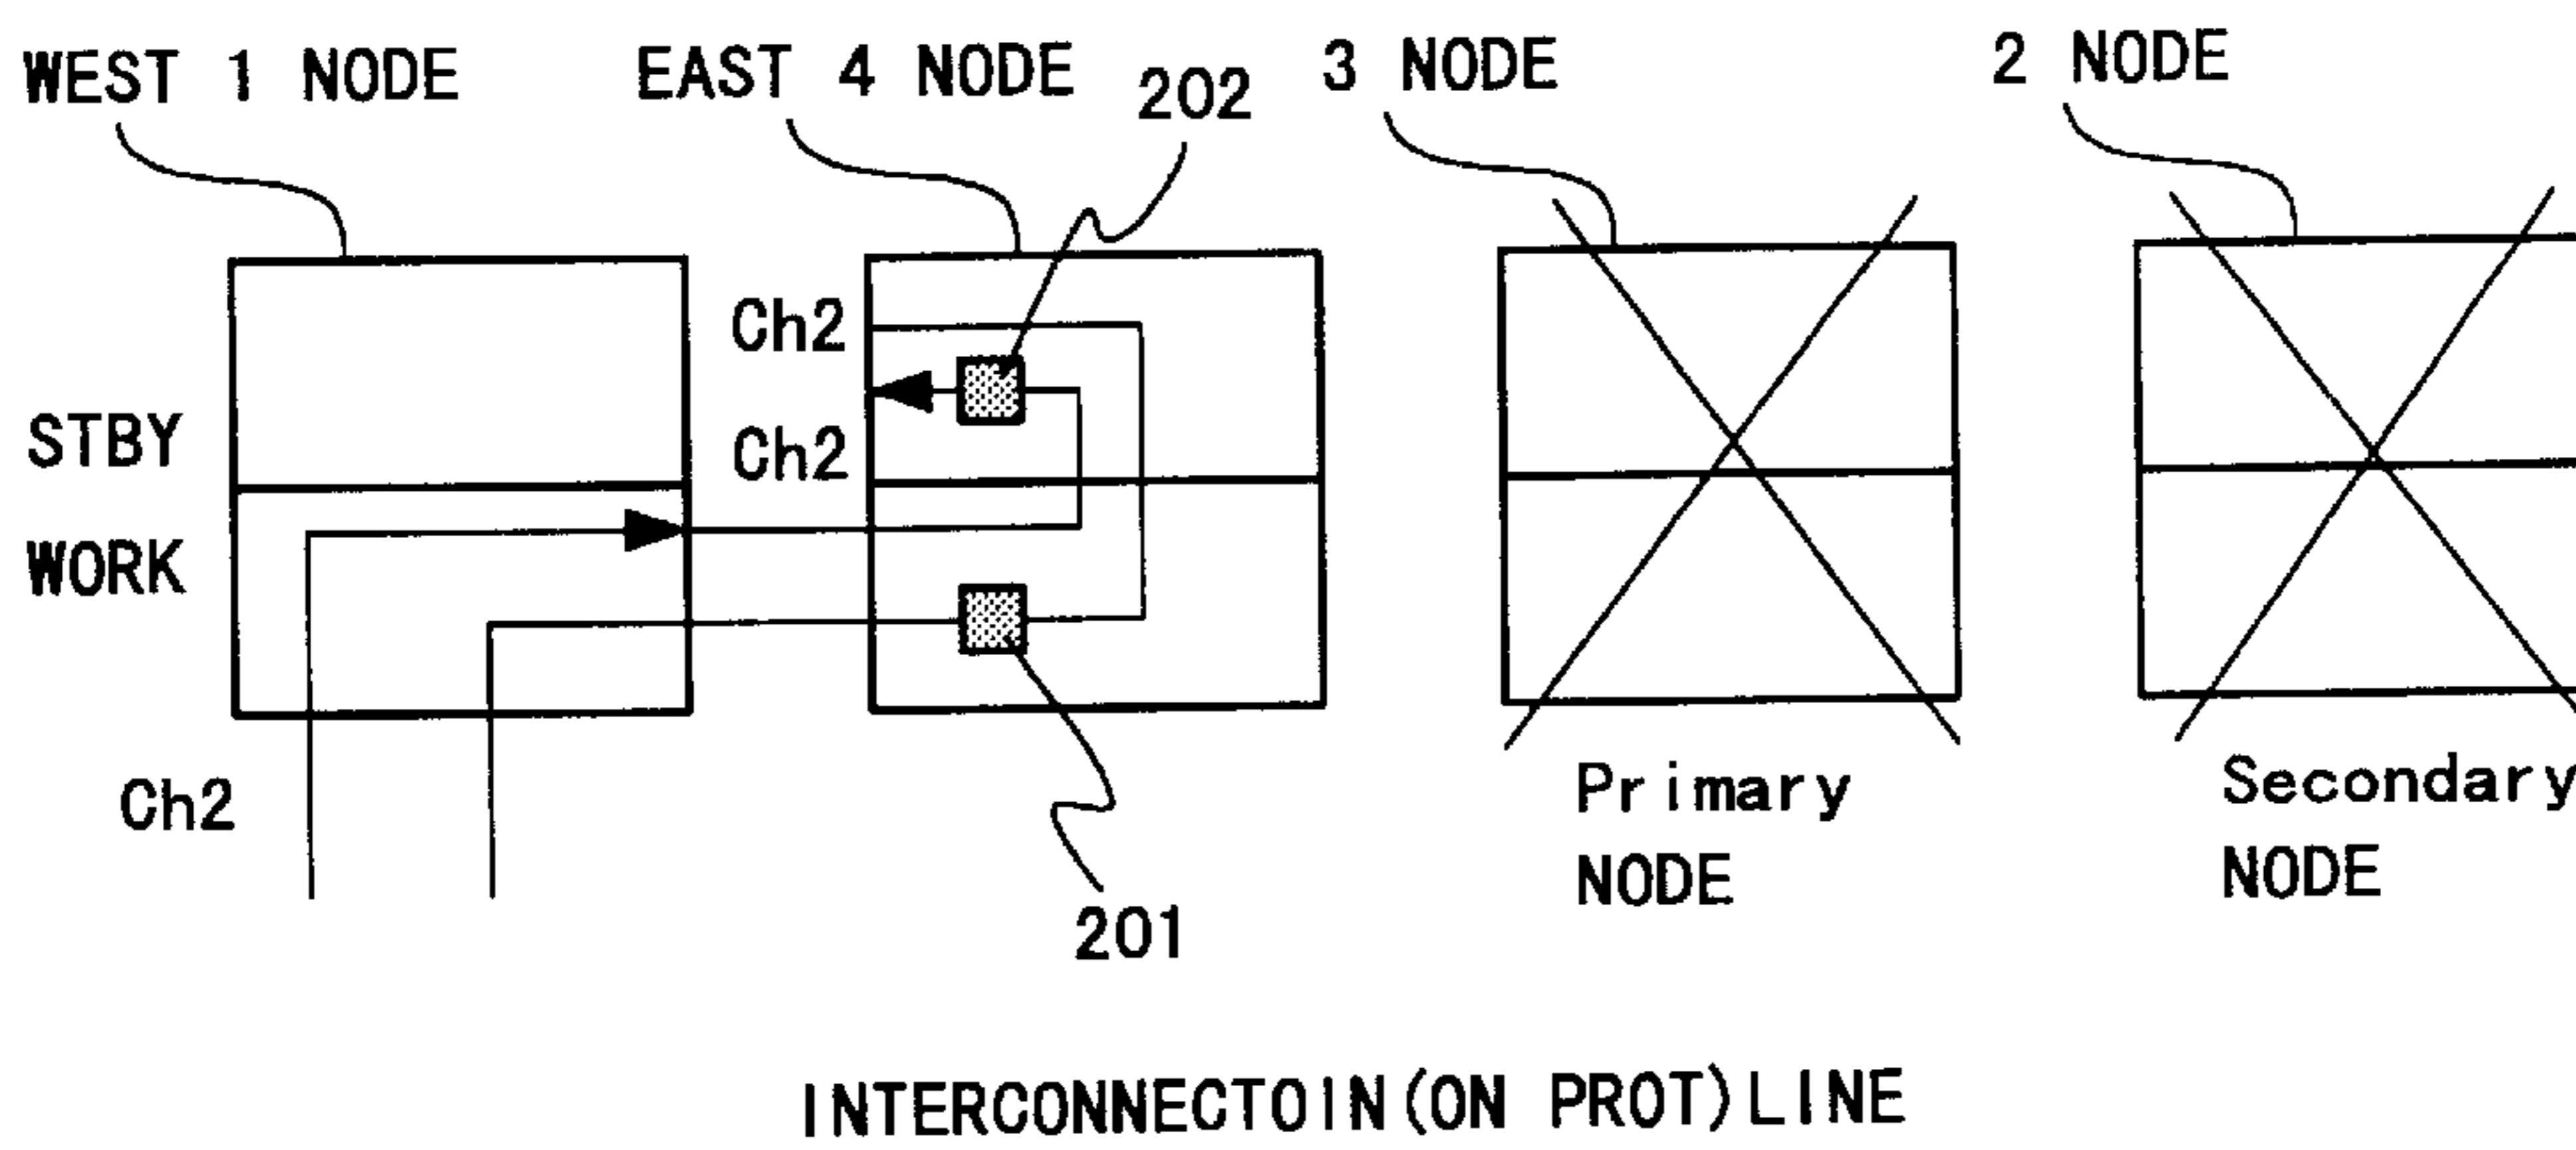 WEST 1 NODE
EAST 4 NODE
202
3 NODE
2 NODE
Ch2
STBY
Ch2
WORK
Ch2
201
Primary
NODE
Secondary
NODE
INTERCONNECTOIN(ON PROT)LINE